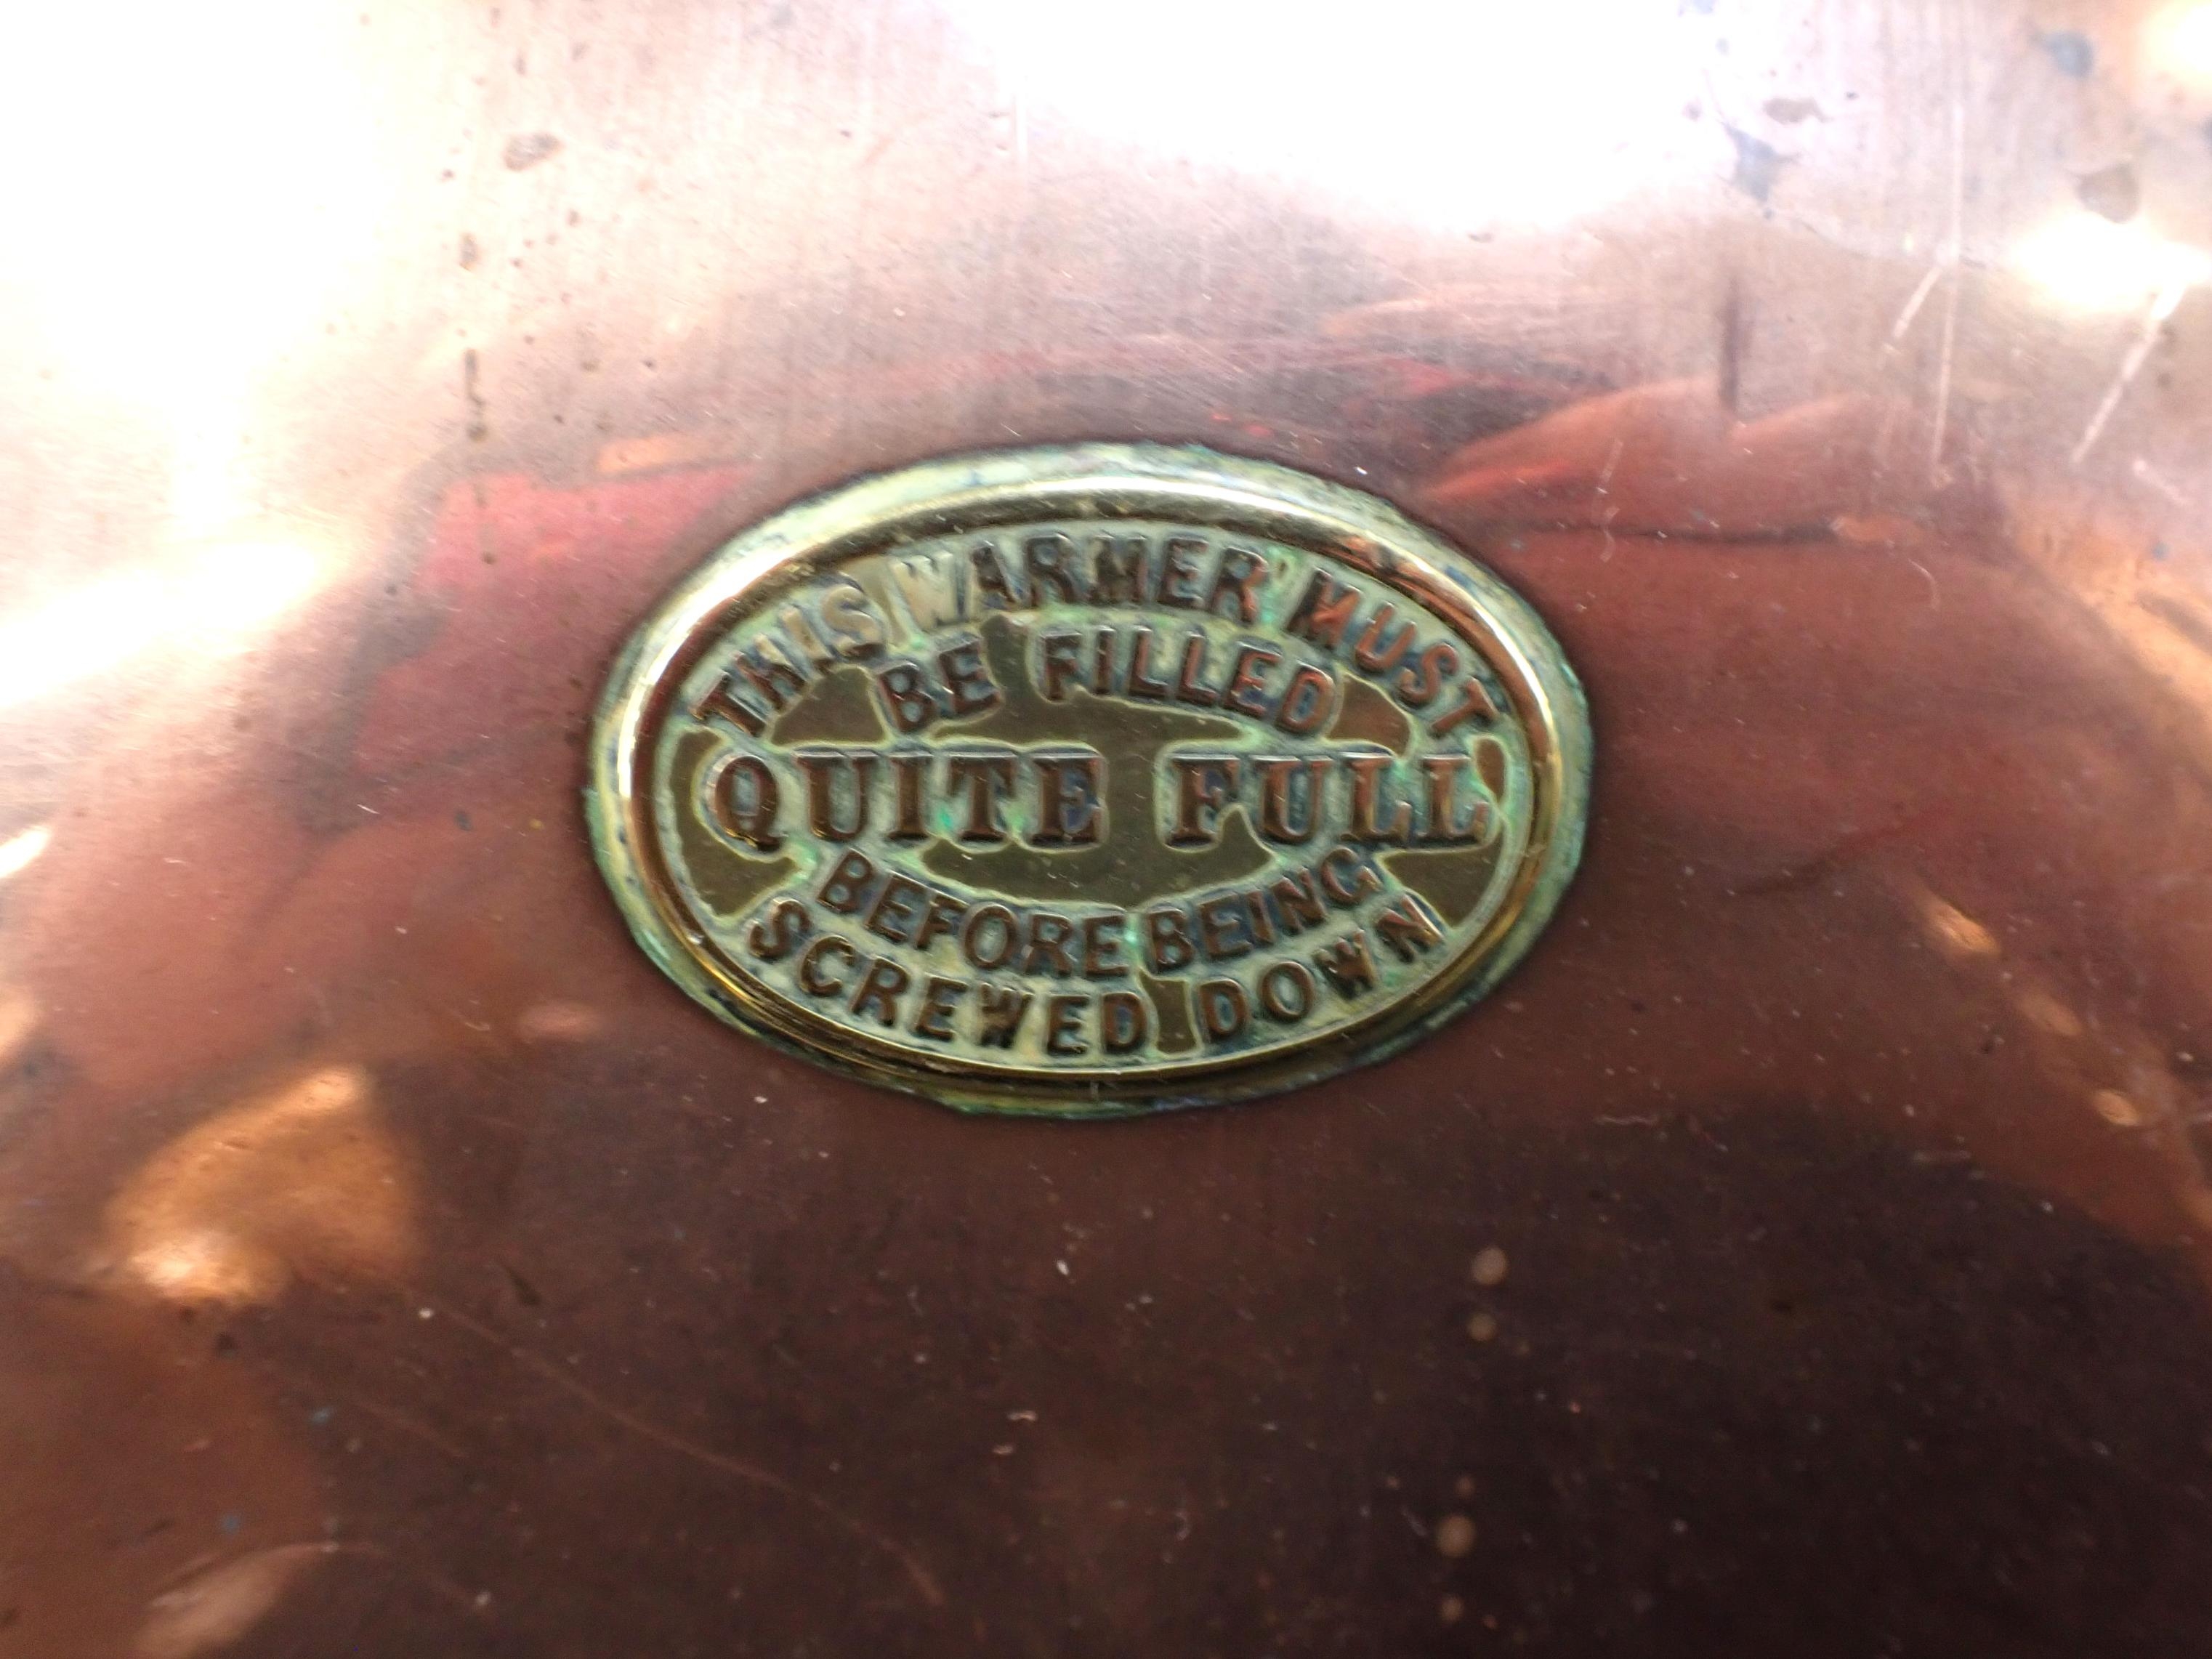 THIS WARMER MUST
BE FILLED
QUITE FULL
BEFORE BEING
SCREWED DOWN